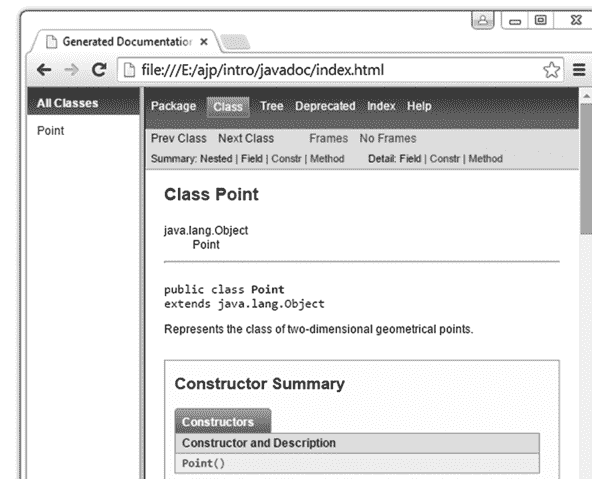 Generated Documentation
file:///E:/ajp/intro/javadoc/index.html
All Classes
Point
Package Class Tree Deprecated Index Help
Prev Class Next Class Frames No Frames
Summary: Nested | Field | Constr | Method Detail: Field | Constr | Method
Class Point
java.lang.Object
Point
public class Point
extends java.lang.Object
Represents the class of two-dimensional geometrical points.
Constructor Summary
Constructors
Constructor and Description
Point()